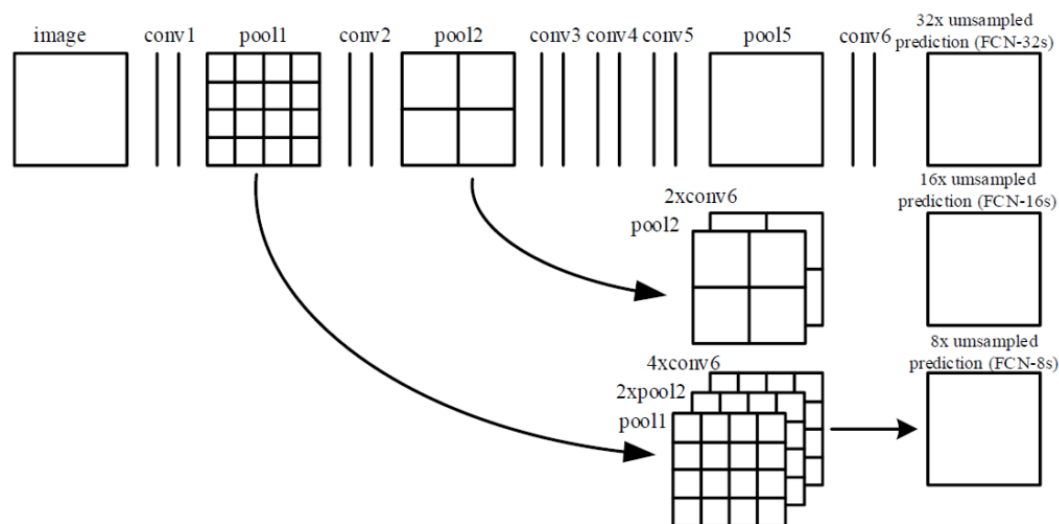 image
conv1
pool1
conv2
pool2
conv3
conv4
conv5
pool5
conv6
32x umsampled
prediction (FCN-32s)
2xconv6
pool2
16x umsampled
prediction (FCN-16s)
4xconv6
2xpool2
pool1
8x umsampled
prediction (FCN-8s)